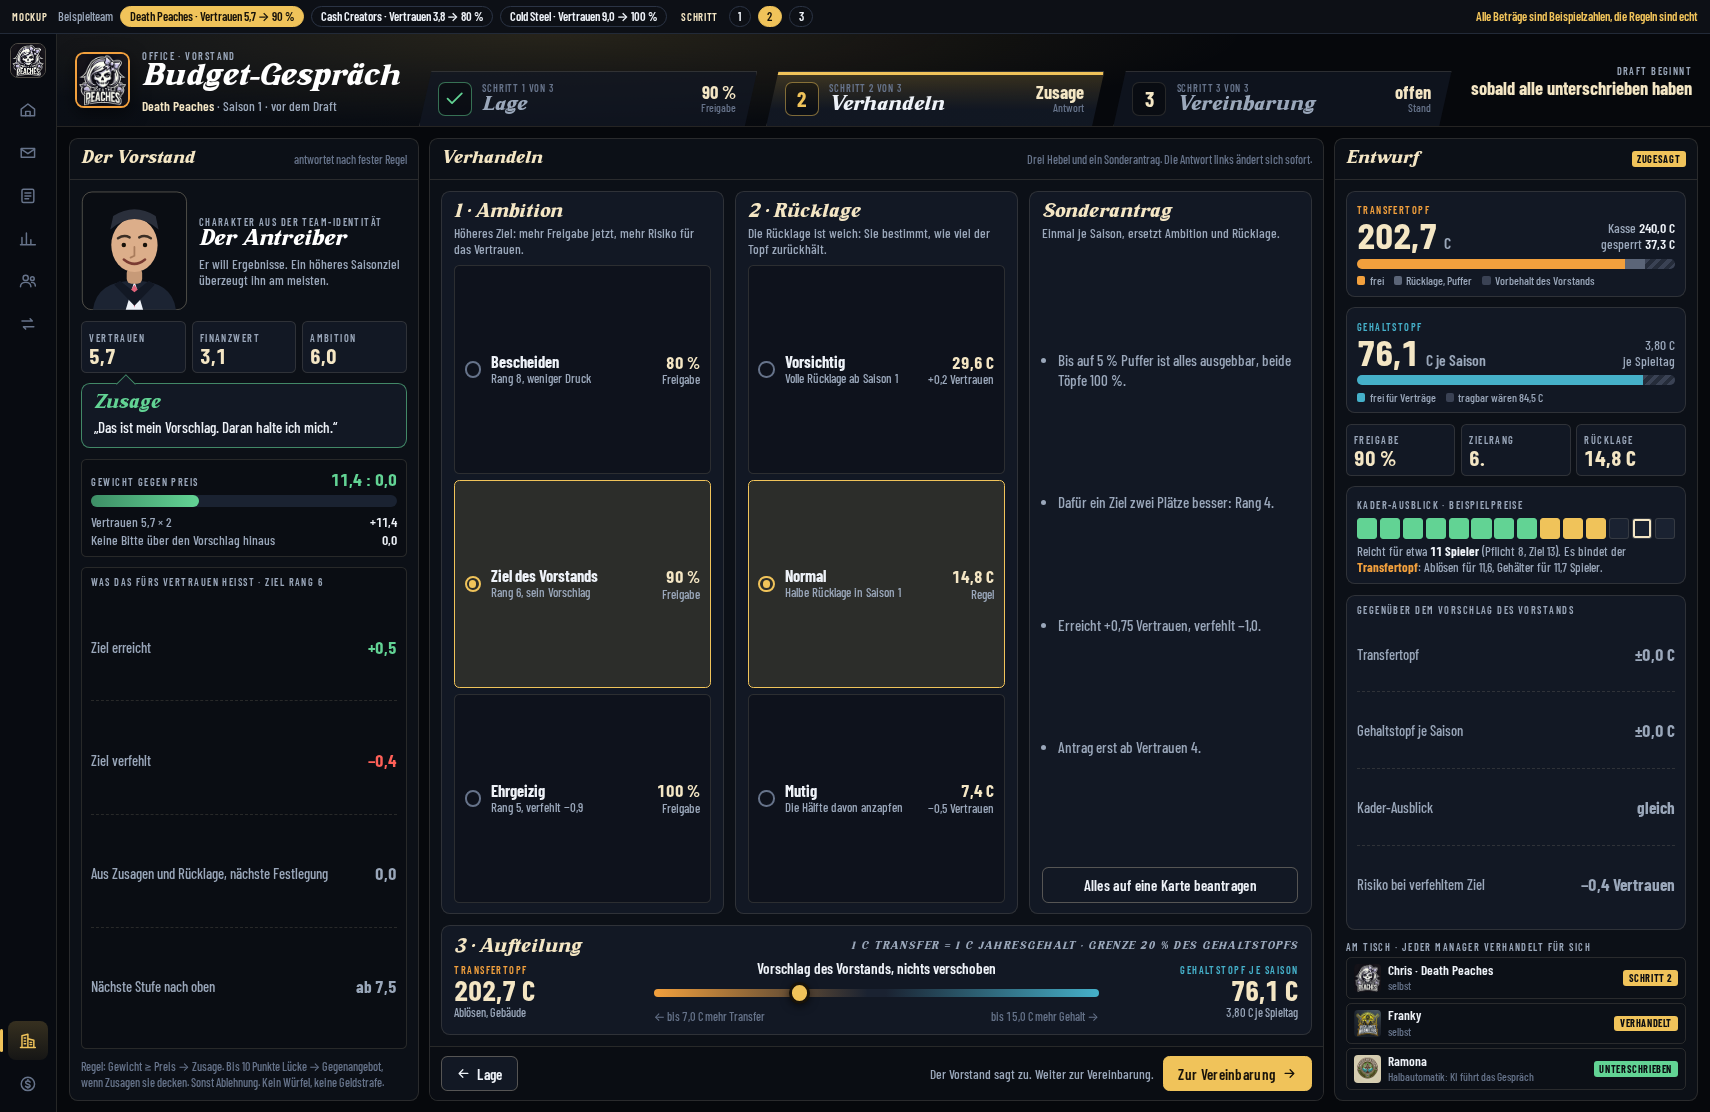 MOCKUP Beispielteam Death Peaches · Vertrauen 5,7 → 90 % Cash Creators · Vertrauen 3,8 → 80 % Cold Steel · Vertrauen 9,0 → 100 % SCHRITT 1 2 3 Alle Beträge sind Beispielzahlen, die Regeln sind echt
OFFICE · VORSTAND
Budget-Gespräch
Death Peaches · Saison 1 · vor dem Draft
SCHRITT 1 VON 3
Lage
90 %
Freigabe
2
SCHRITT 2 VON 3
Verhandeln
Zusage
Antwort
3
SCHRITT 3 VON 3
Vereinbarung
offen
Stand
DRAFT BEGINNT
sobald alle unterschrieben haben
Der Vorstand
antwortet nach fester Regel
CHARAKTER AUS DER TEAM-IDENTITÄT
Der Antreiber
Er will Ergebnisse. Ein höheres Saisonziel
überzeugt ihn am meisten.
VERTRAUEN
5,7
FINANZWERT
3,1
AMBITION
6,0
Zusage
„Das ist mein Vorschlag. Daran halte ich mich.“
GEWICHT GEGEN PREIS 11,4 : 0,0
Vertrauen 5,7 × 2 +11,4
Keine Bitte über den Vorschlag hinaus 0,0
WAS DAS FÜRS VERTRAUEN HEISST · ZIEL RANG 6
Ziel erreicht +0,5
Ziel verfehlt −0,4
Aus Zusagen und Rücklage, nächste Festlegung 0,0
Nächste Stufe nach oben ab 7,5
Regel: Gewicht ≥ Preis → Zusage. Bis 10 Punkte Lücke → Gegenangebot,
wenn Zusagen sie decken. Sonst Ablehnung. Kein Würfel, keine Geldstrafe.
Verhandeln
Drei Hebel und ein Sonderantrag. Die Antwort links ändert sich sofort.
1 · Ambition
Höheres Ziel: mehr Freigabe jetzt, mehr Risiko für
das Vertrauen.
Bescheiden 80 %
Rang 8, weniger Druck Freigabe
Ziel des Vorstands 90 %
Rang 6, sein Vorschlag Freigabe
Ehrgeizig 100 %
Rang 5, verfehlt −0,9 Freigabe
2 · Rücklage
Die Rücklage ist weich: Sie bestimmt, wie viel der
Topf zurückhält.
Vorsichtig 29,6 C
Volle Rücklage ab Saison 1 +0,2 Vertrauen
Normal 14,8 C
Halbe Rücklage in Saison 1 Regel
Mutig 7,4 C
Die Hälfte davon anzapfen −0,5 Vertrauen
Sonderantrag
Einmal je Saison, ersetzt Ambition und Rücklage.
• Bis auf 5 % Puffer ist alles ausgebbar, beide
Töpfe 100 %.
• Dafür ein Ziel zwei Plätze besser: Rang 4.
• Erreicht +0,75 Vertrauen, verfehlt −1,0.
• Antrag erst ab Vertrauen 4.
Alles auf eine Karte beantragen
3 · Aufteilung
1 C TRANSFER = 1 C JAHRESGEHALT · GRENZE 20 % DES GEHALTSTOPFS
TRANSFERTOPF
202,7 C
Ablösen, Gebäude
Vorschlag des Vorstands, nichts verschoben
← bis 7,0 C mehr Transfer bis 15,0 C mehr Gehalt →
GEHALTSTOPF JE SAISON
76,1 C
3,80 C je Spieltag
← Lage
Der Vorstand sagt zu. Weiter zur Vereinbarung.
Zur Vereinbarung →
Entwurf
ZUGESAGT
TRANSFERTOPF
202,7 C
Kasse 240,0 C
gesperrt 37,3 C
frei Rücklage, Puffer Vorbehalt des Vorstands
GEHALTSTOPF
76,1 C je Saison
3,80 C
je Spieltag
frei für Verträge tragbar wären 84,5 C
FREIGABE
90 %
ZIELRANG
6.
RÜCKLAGE
14,8 C
KADER-AUSBLICK · BEISPIELPREISE
Reicht für etwa 11 Spieler (Pflicht 8, Ziel 13). Es bindet der
Transfertopf: Ablösen für 11,6, Gehälter für 11,7 Spieler.
GEGENÜBER DEM VORSCHLAG DES VORSTANDS
Transfertopf ±0,0 C
Gehaltstopf je Saison ±0,0 C
Kader-Ausblick gleich
Risiko bei verfehltem Ziel −0,4 Vertrauen
AM TISCH · JEDER MANAGER VERHANDELT FÜR SICH
Chris · Death Peaches
selbst
SCHRITT 2
Franky
selbst
VERHANDELT
Ramona
Halbautomatik: KI führt das Gespräch
UNTERSCHRIEBEN